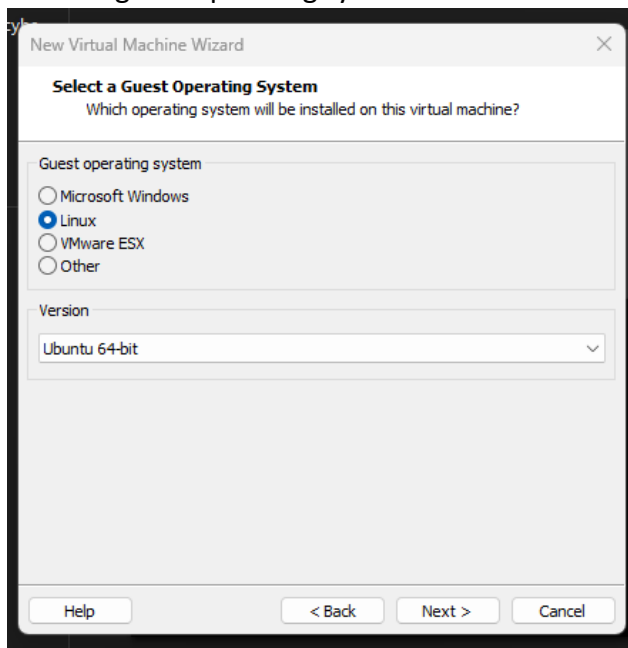 New Virtual Machine Wizard
Select a Guest Operating System
Which operating system will be installed on this virtual machine?
Guest operating system
Microsoft Windows
Linux
VMware ESX
Other
Version
Ubuntu 64-bit
Help
< Back
Next >
Cancel